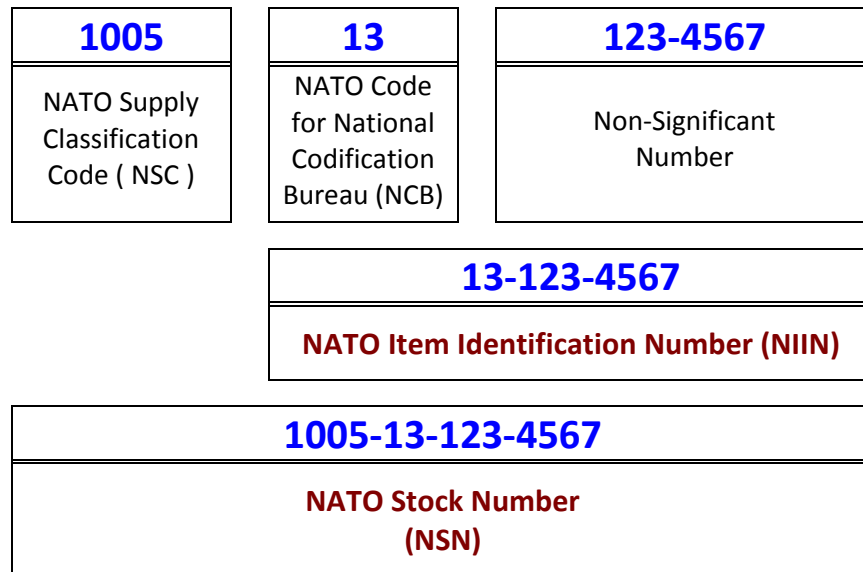 1005
NATO Supply
Classification
Code ( NSC )
13
NATO Code
for National
Codification
Bureau (NCB)
123-4567
Non-Significant
Number
13-123-4567
NATO Item Identification Number (NIIN)
1005-13-123-4567
NATO Stock Number
(NSN)